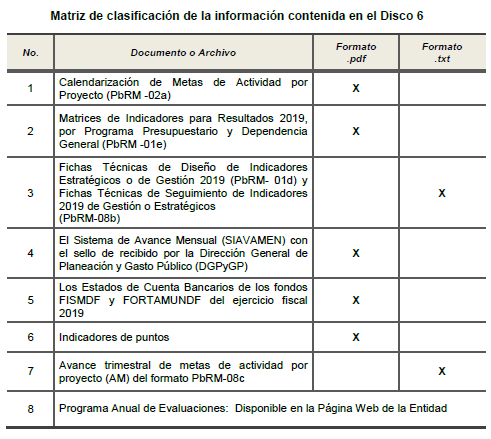 Matriz de clasificación de la información contenida en el Disco 6
No. Documento o Archivo Formato .pdf Formato .txt
1 Calendarización de Metas de Actividad por
Proyecto (PbRM -02a) X
2 Matrices de Indicadores para Resultados 2019,
por Programa Presupuestario y Dependencia
General (PbRM -01e) X
3 Fichas Técnicas de Diseño de Indicadores
Estratégicos o de Gestión 2019 (PbRM- 01d) y
Fichas Técnicas de Seguimiento de Indicadores
2019 de Gestión o Estratégicos
(PbRM-08b) X
4 El Sistema de Avance Mensual (SIAVAMEN) con
el sello de recibido por la Dirección General de
Planeación y Gasto Público (DGPyGP) X
5 Los Estados de Cuenta Bancarios de los fondos
FISMDF y FORTAMUNDF del ejercicio fiscal
2019 X
6 Indicadores de puntos X
7 Avance trimestral de metas de actividad por
proyecto (AM) del formato PbRM-08c X
8 Programa Anual de Evaluaciones: Disponible en la Página Web de la Entidad